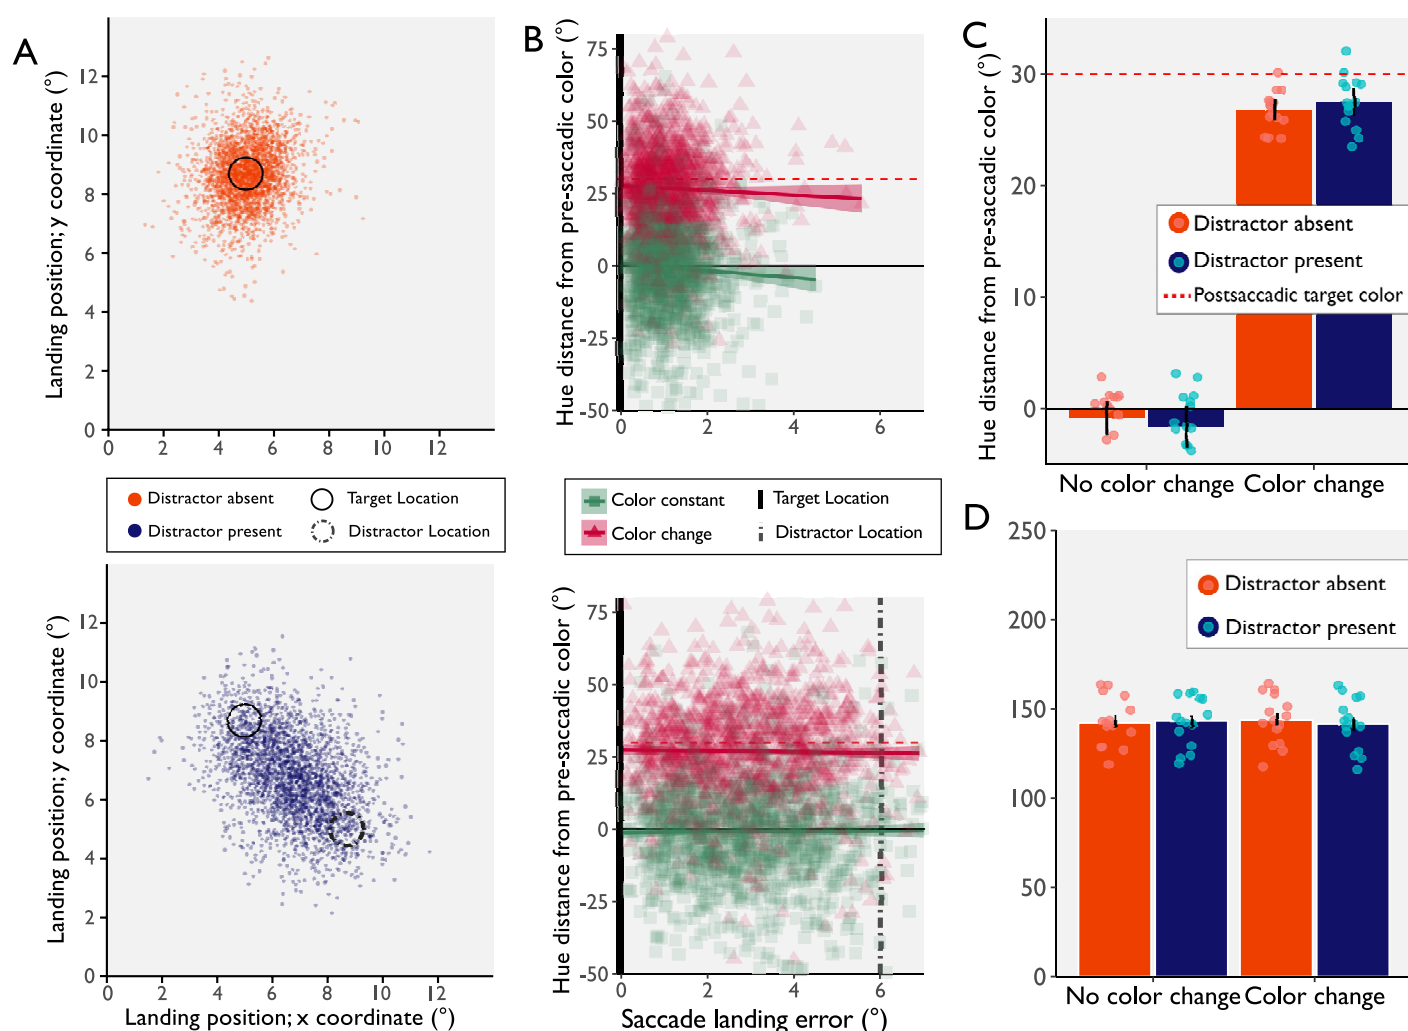 A
Landing position; y coordinate (°)
12
10
8
6
4
2
0
0 2 4 6 8 10 12
Distractor absent
Target Location
Distractor present
Distractor Location
Landing position; y coordinate (°)
12
10
8
6
4
2
0
0 2 4 6 8 10 12
Landing position; x coordinate (°)
B
Hue distance from pre-saccadic color (°)
75
50
25
0
-25
-50
0 2 4 6
Color constant
Target Location
Color change
Distractor Location
Hue distance from pre-saccadic color (°)
75
50
25
0
-25
-50
0 2 4 6
Saccade landing error (°)
C
Hue distance from pre-saccadic color (°)
30
20
10
0
Distractor absent
Distractor present
Postsaccadic target color
No color change Color change
D
250
200
150
100
50
0
Distractor absent
Distractor present
No color change Color change